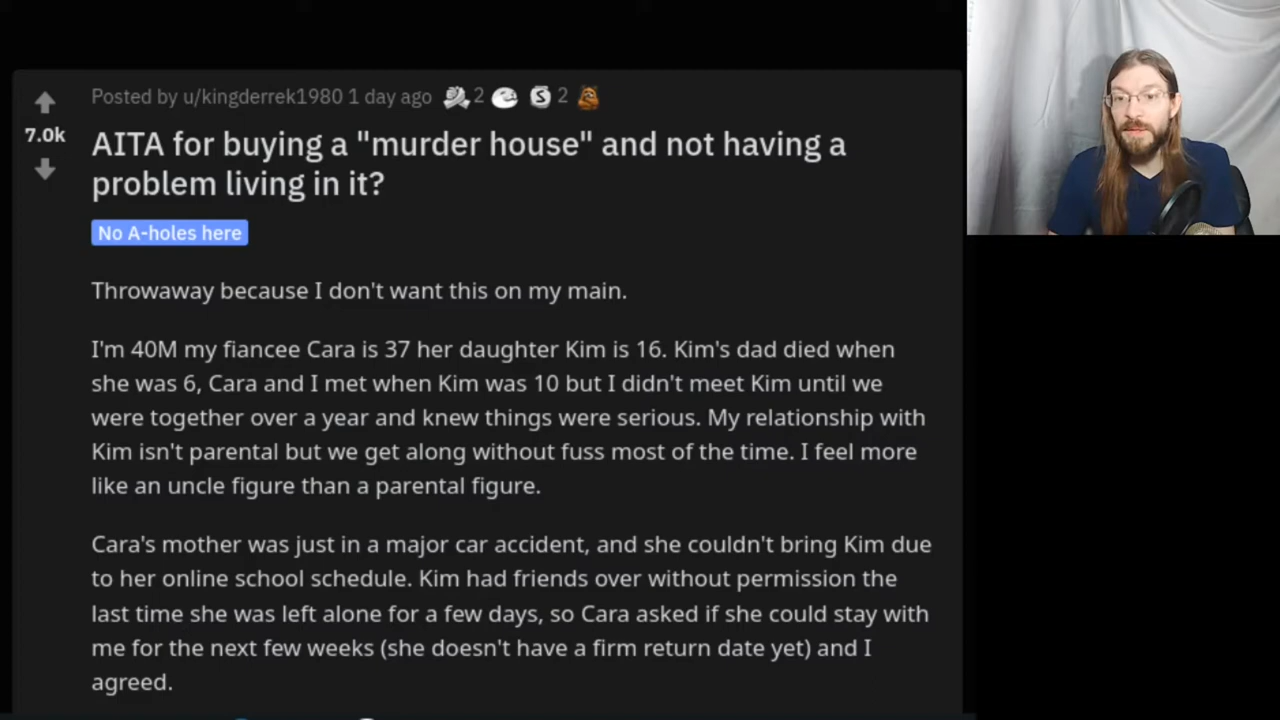 Posted by u/kingderrek1980 1 day ago 2 S 2
7.0k
AITA for buying a "murder house" and not having a
problem living in it?
No A-holes here
Throwaway because I don't want this on my main.
I'm 40M my fiancee Cara is 37 her daughter Kim is 16. Kim's dad died when
she was 6, Cara and I met when Kim was 10 but I didn't meet Kim until we
were together over a year and knew things were serious. My relationship with
Kim isn't parental but we get along without fuss most of the time. I feel more
like an uncle figure than a parental figure.
Cara's mother was just in a major car accident, and she couldn't bring Kim due
to her online school schedule. Kim had friends over without permission the
last time she was left alone for a few days, so Cara asked if she could stay with
me for the next few weeks (she doesn't have a firm return date yet) and I
agreed.